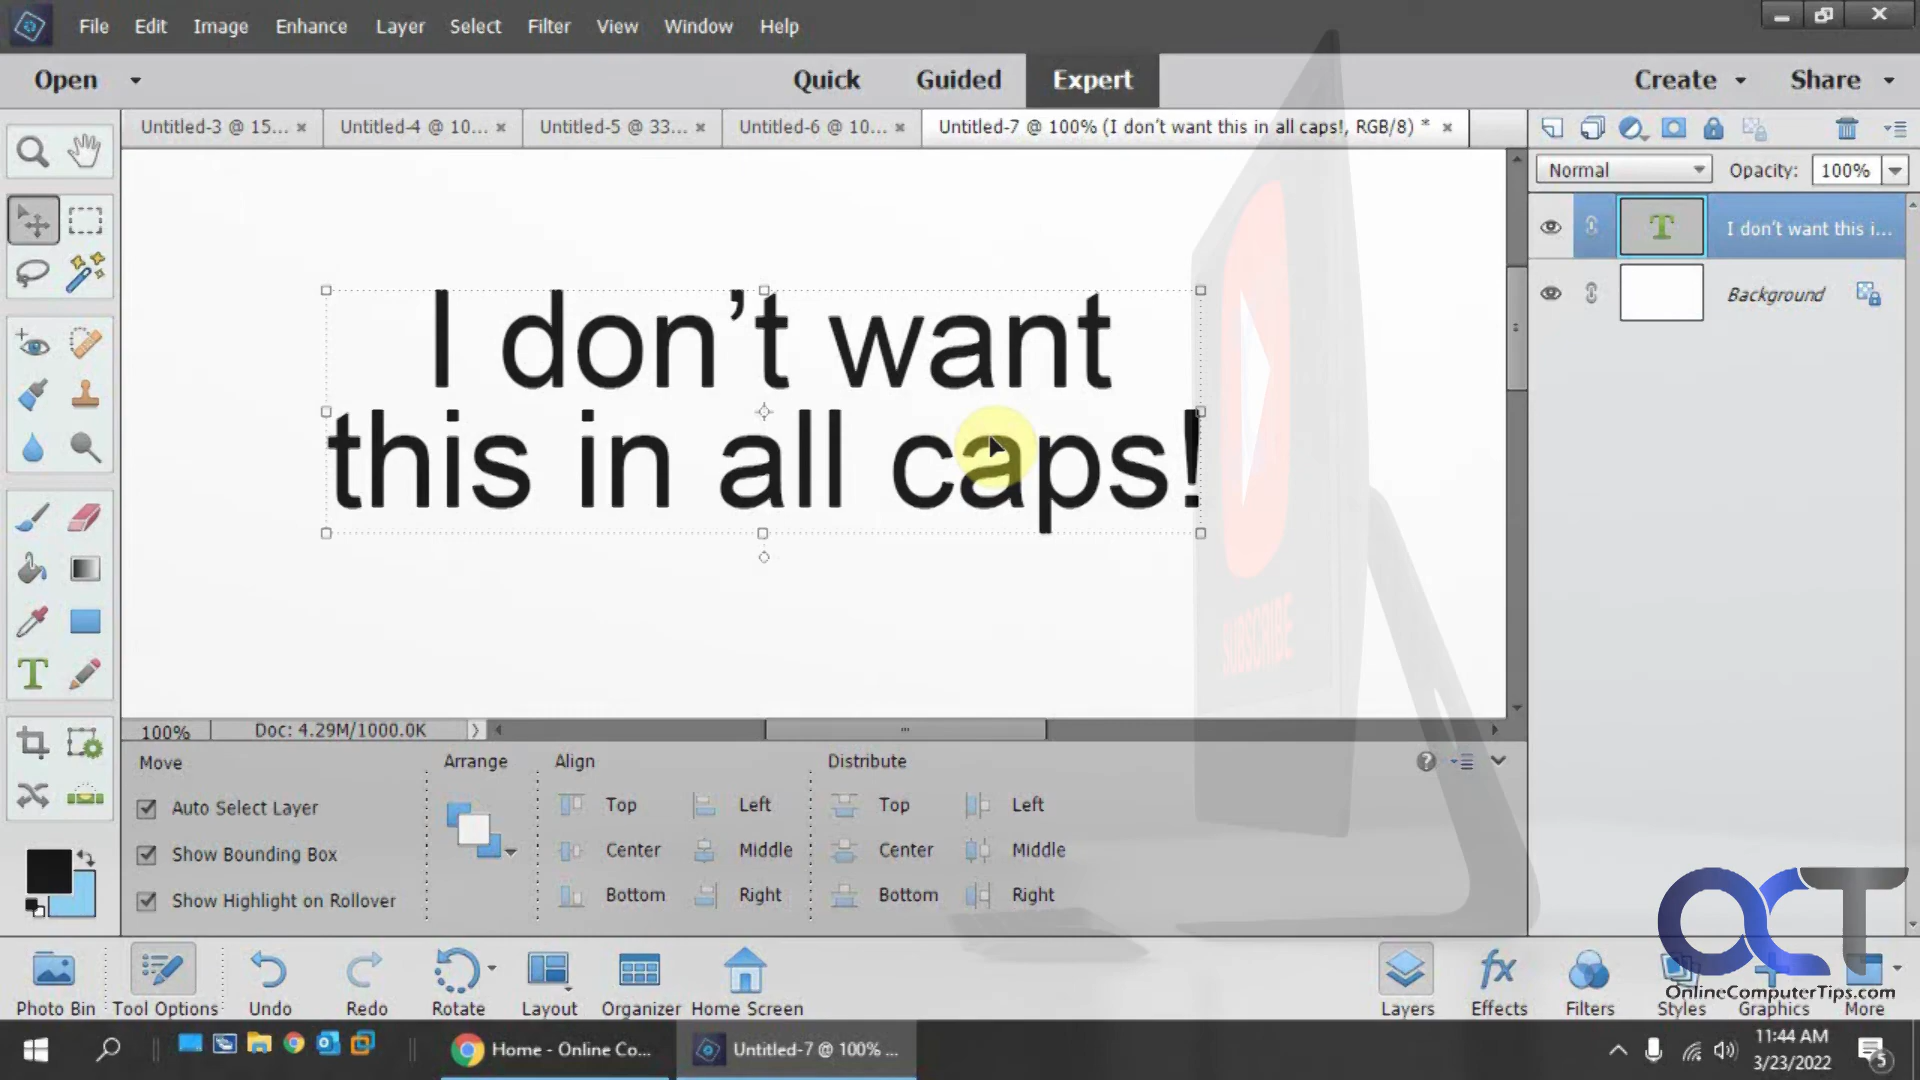 File Edit Image Enhance Layer Select Filter View Window Help
Open Quick Guided Expert Create Share
Untitled-3 @ 15... Untitled-4 @ 10... Untitled-5 @ 33... Untitled-6 @ 10... Untitled-7 @ 100% (I don't want this in all caps!, RGB/8) *
Normal Opacity: 100%
T I don't want this i...
Background
I don’t want
this in all caps!
SUBSCRIBE
T
100% Doc: 4.29M/1000.0K
Move Arrange Align Distribute
Auto Select Layer Top Left Top Left
Show Bounding Box Center Middle Center Middle
Show Highlight on Rollover Bottom Right Bottom Right
OCT
OnlineComputerTips.com
Photo Bin Tool Options Undo Redo Rotate Layout Organizer Home Screen Layers Effects Filters Styles Graphics More
fx
Home - Online Co... Untitled-7 @ 100% ... 11:44 AM
3/23/2022
5